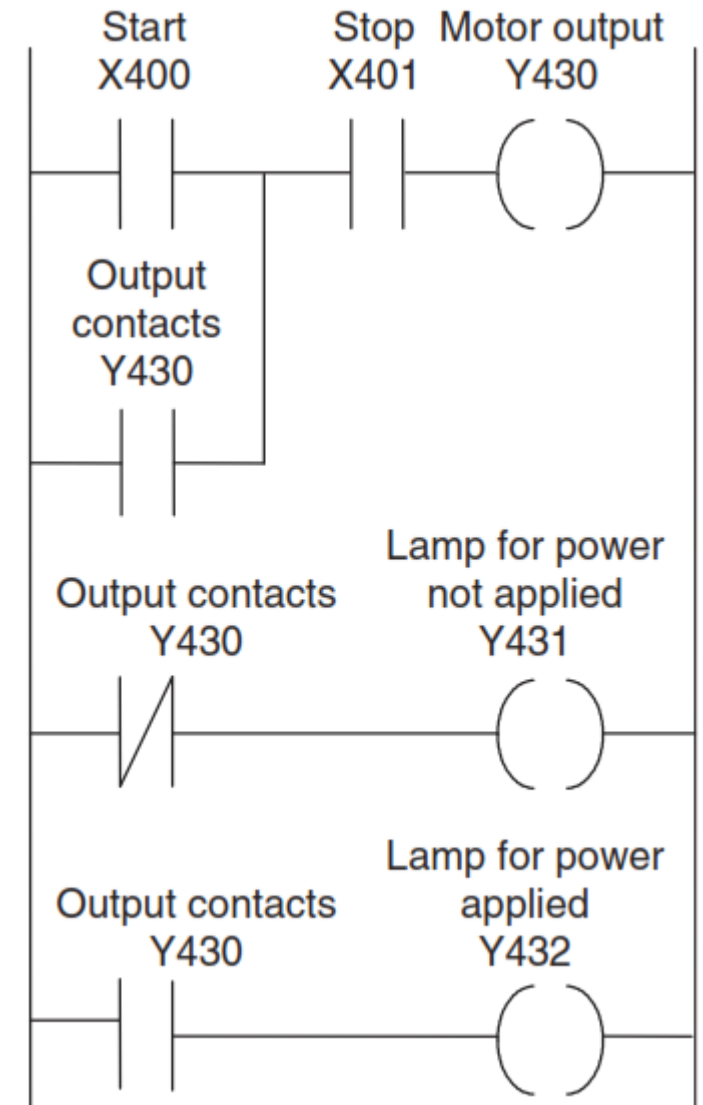 Start
X400
Stop
X401
Motor output
Y430
Output
contacts
Y430
Output contacts
Y430
Lamp for power
not applied
Y431
Output contacts
Y430
Lamp for power
applied
Y432